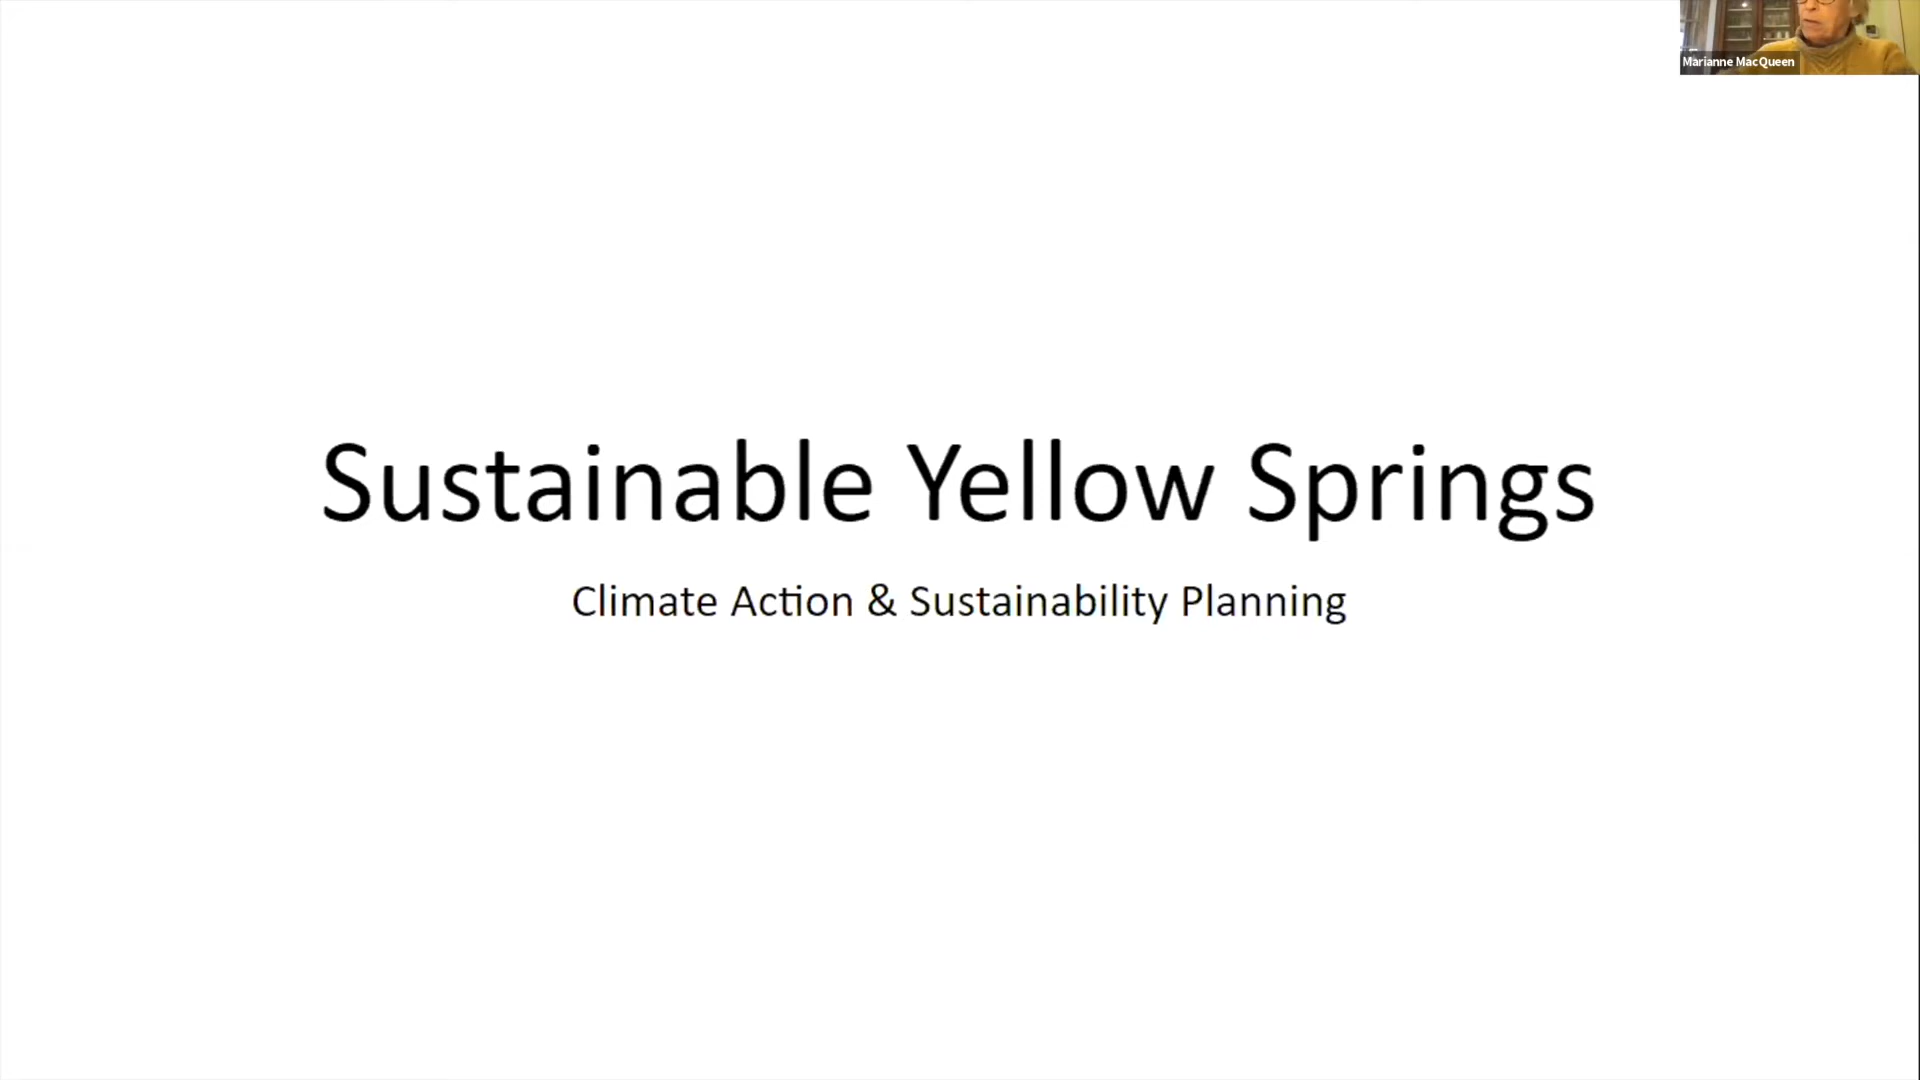 Marianne MacQueen
Sustainable Yellow Springs
Climate Action & Sustainability Planning